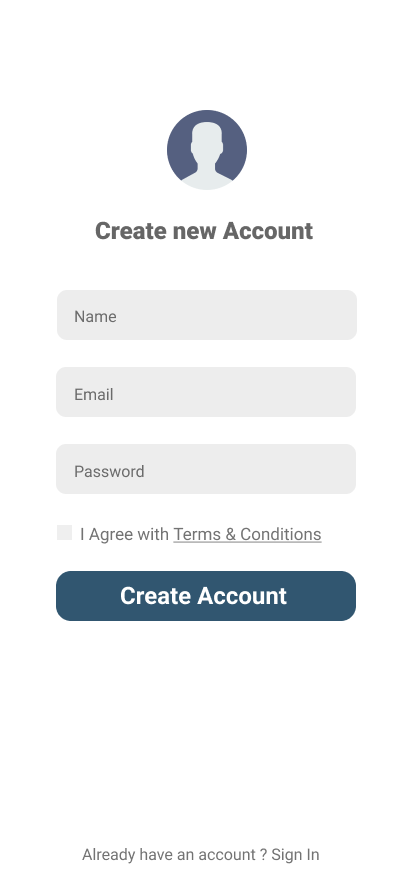 Create new Account
Name
Email
Password
I Agree with Terms & Conditions
Create Account
Already have an account ? Sign In